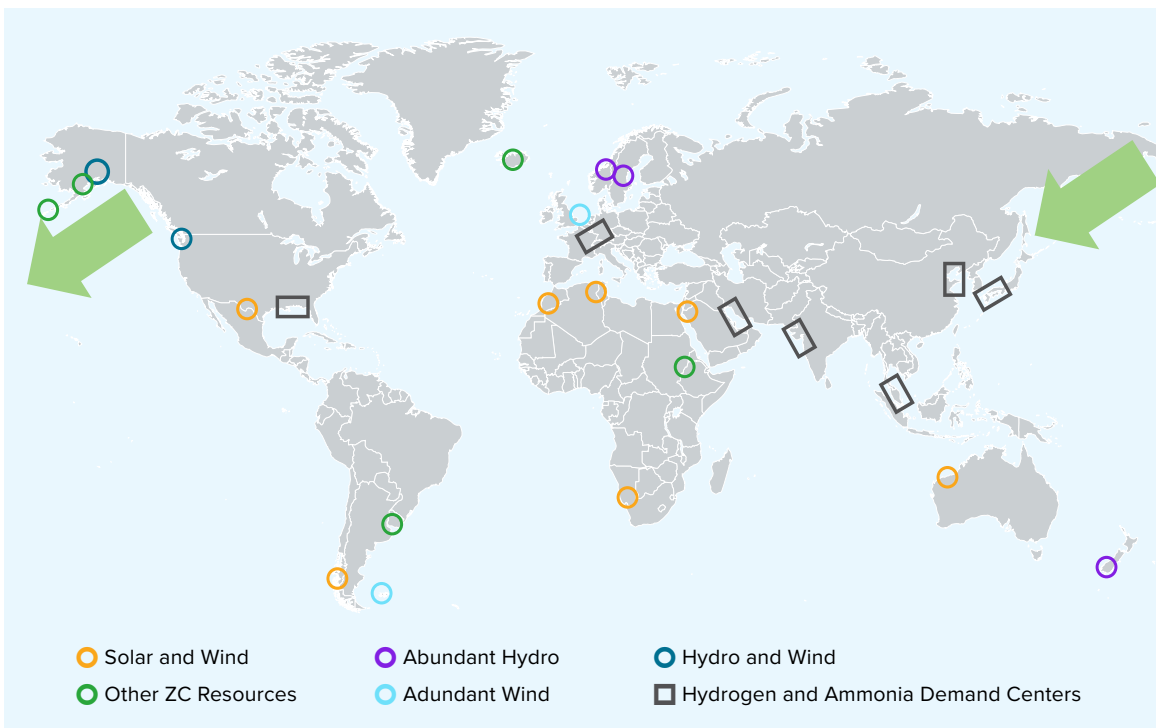 Solar and Wind
Abundant Hydro
Hydro and Wind
Other ZC Resources
Adundant Wind
Hydrogen and Ammonia Demand Centers